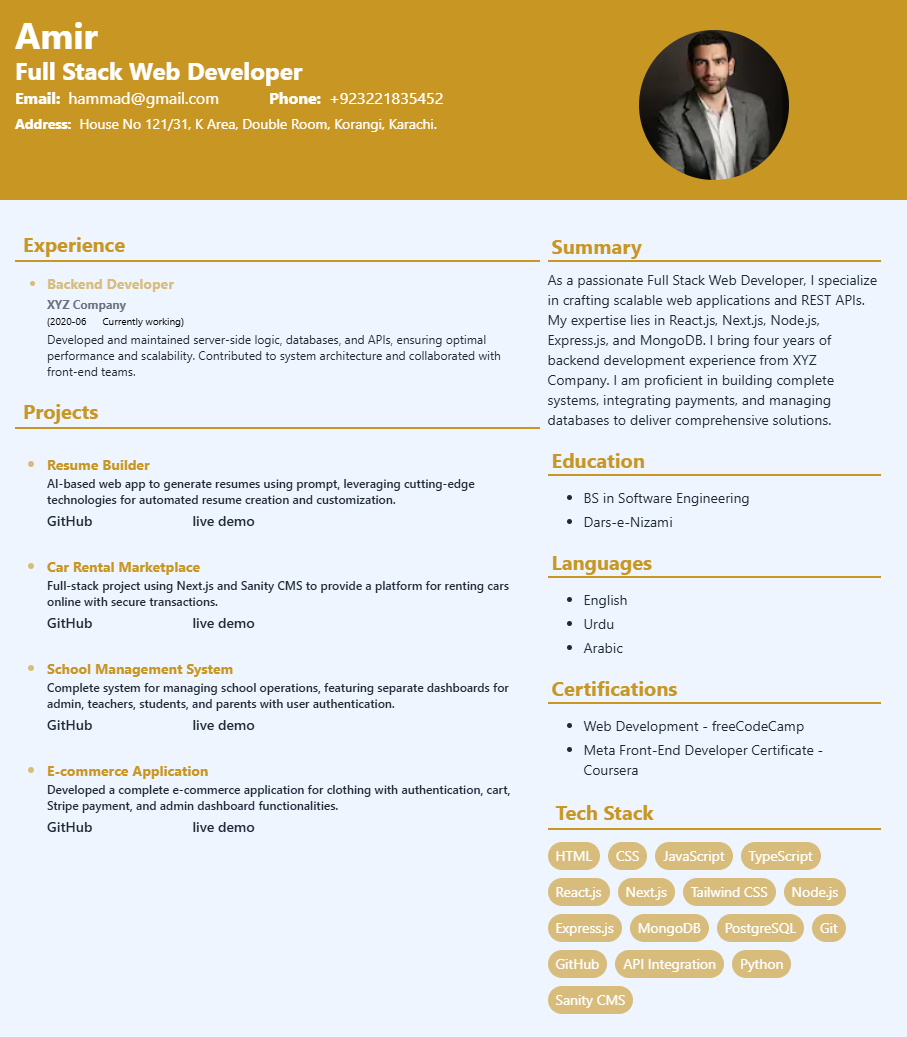 Amir
Full Stack Web Developer
Email: hammad@gmail.com Phone: +923221835452
Address: House No 121/31, K Area, Double Room, Korangi, Karachi.
Experience
Backend Developer
XYZ Company
(2020-06 Currently working)
Developed and maintained server-side logic, databases, and APIs, ensuring optimal
performance and scalability. Contributed to system architecture and collaborated with
front-end teams.
Projects
Resume Builder
AI-based web app to generate resumes using prompt, leveraging cutting-edge
technologies for automated resume creation and customization.
GitHub live demo
Car Rental Marketplace
Full-stack project using Next.js and Sanity CMS to provide a platform for renting cars
online with secure transactions.
GitHub live demo
School Management System
Complete system for managing school operations, featuring separate dashboards for
admin, teachers, students, and parents with user authentication.
GitHub live demo
E-commerce Application
Developed a complete e-commerce application for clothing with authentication, cart,
Stripe payment, and admin dashboard functionalities.
GitHub live demo
Summary
As a passionate Full Stack Web Developer, I specialize
in crafting scalable web applications and REST APIs.
My expertise lies in React.js, Next.js, Node.js,
Express.js, and MongoDB. I bring four years of
backend development experience from XYZ
Company. I am proficient in building complete
systems, integrating payments, and managing
databases to deliver comprehensive solutions.
Education
• BS in Software Engineering
• Dars-e-Nizami
Languages
• English
• Urdu
• Arabic
Certifications
• Web Development - freeCodeCamp
• Meta Front-End Developer Certificate -
Coursera
Tech Stack
HTML CSS JavaScript TypeScript
React.js Next.js Tailwind CSS Node.js
Express.js MongoDB PostgreSQL Git
GitHub API Integration Python
Sanity CMS